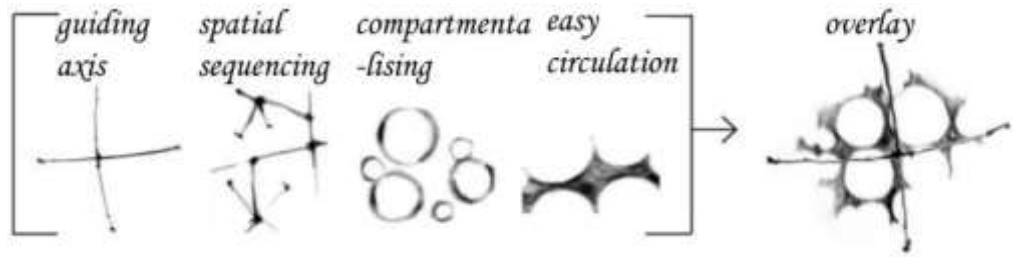 guiding axis
spatial sequencing
compartmenta
-lising
easy circulation
overlay